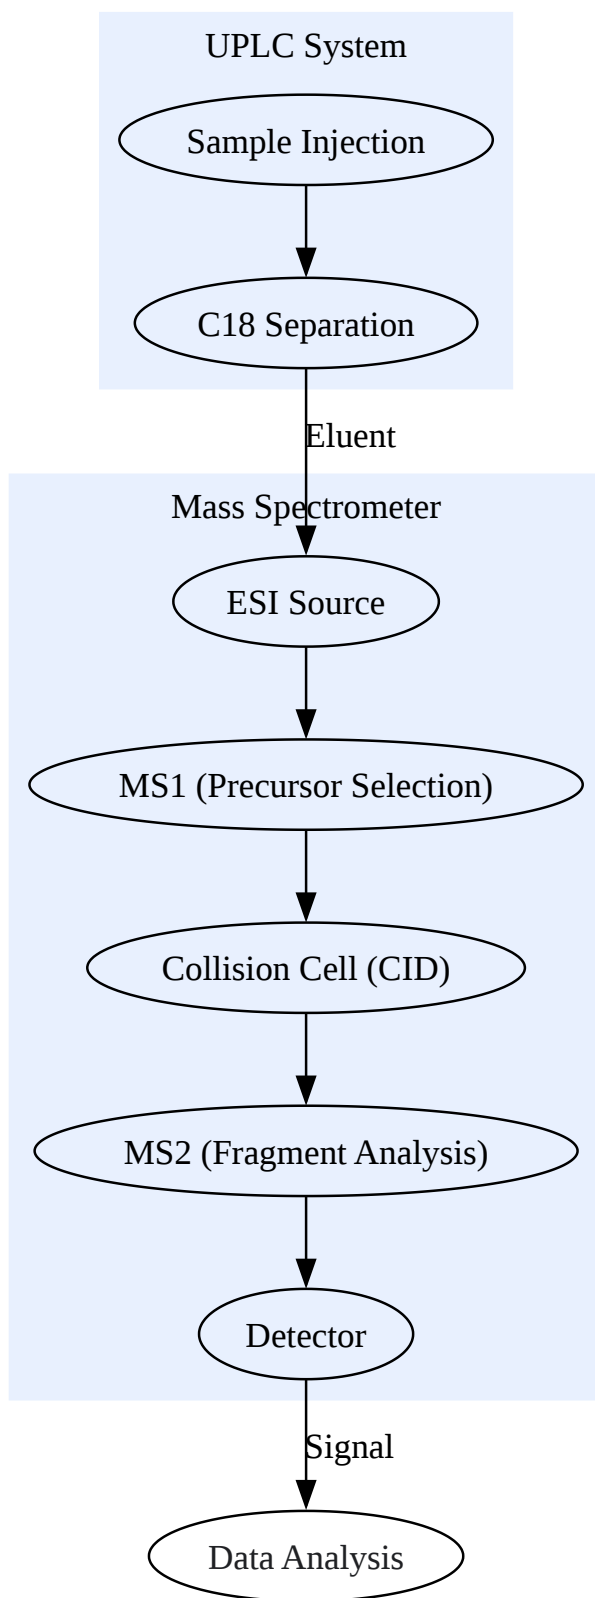 UPLC System
Sample Injection
C18 Separation
Eluent
Mass Spectrometer
ESI Source
MS1 (Precursor Selection)
Collision Cell (CID)
MS2 (Fragment Analysis)
Detector
Signal
Data Analysis